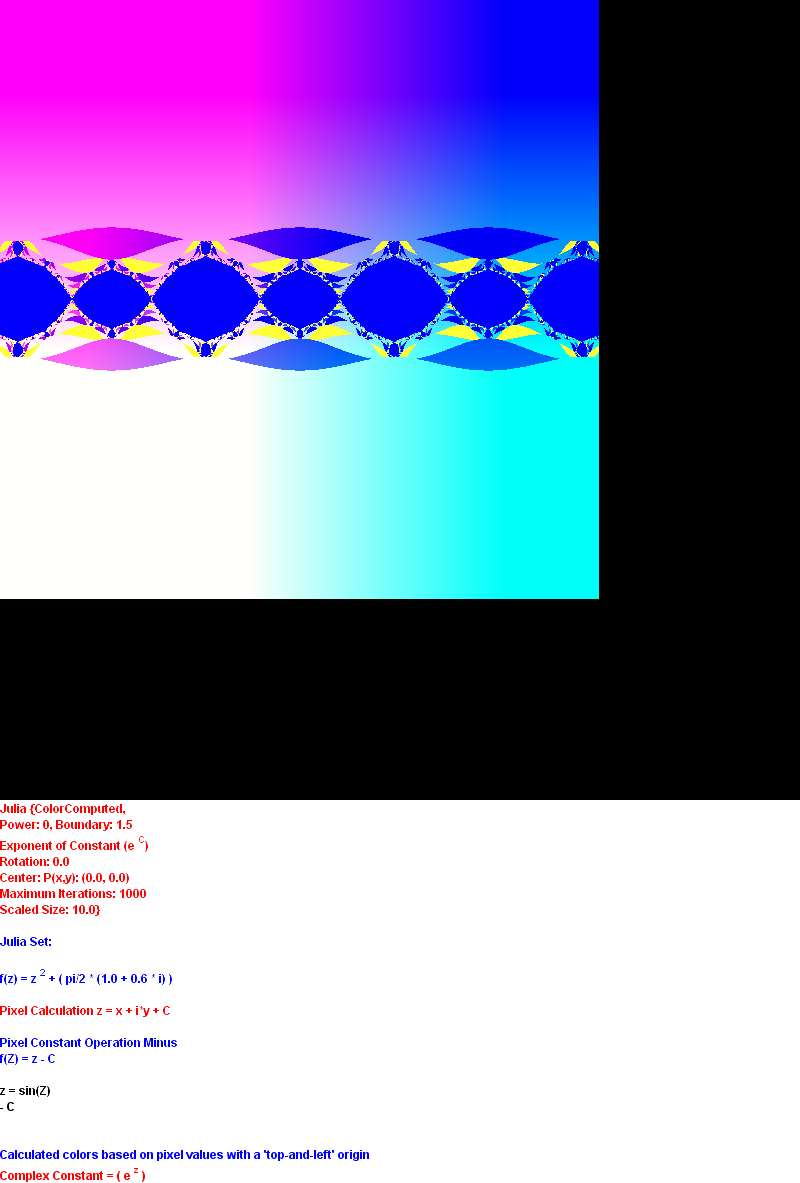 Julia {ColorComputed,
Power: 0, Boundary: 1.5
Exponent of Constant (e C)
Rotation: 0.0
Center: P(x,y): (0.0, 0.0)
Maximum Iterations: 1000
Scaled Size: 10.0}
Julia Set:
f(z) = z 2 + ( pi/2 * (1.0 + 0.6 * i) )
Pixel Calculation z = x + i*y + C
Pixel Constant Operation Minus
f(Z) = z - C
z = sin(Z)
- C
Calculated colors based on pixel values with a 'top-and-left' origin
Complex Constant = ( e z )